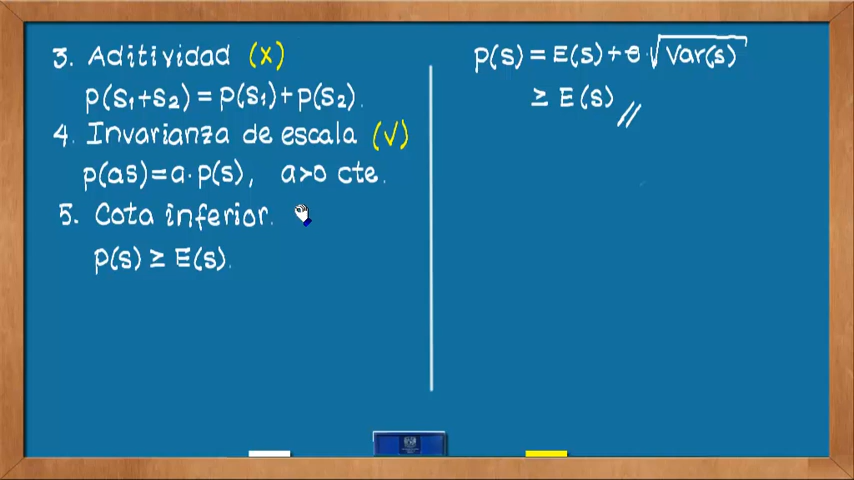 3. Aditividad (x)
p(S₁+S₂) = p(S₁)+p(S₂).
4. Invarianza de escala (√)
p(aS)=a·p(S), a>0 cte.
5. Cota inferior.
p(S) ≥ E(S).
p(S) = E(S)+θ·√Var(S)
≥ E(S) //